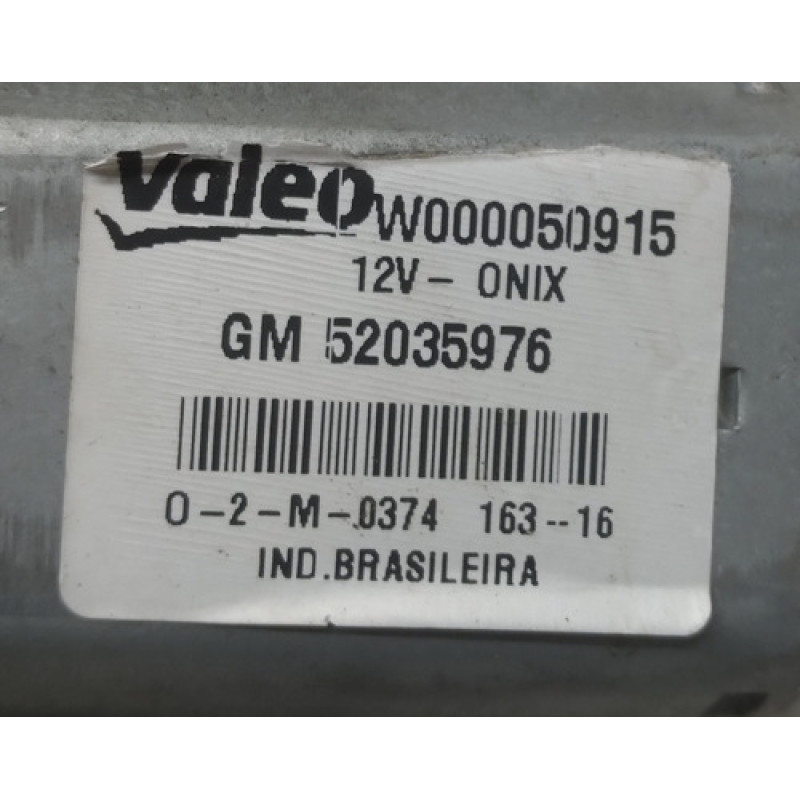 Valeo W000050915
12V - ONIX
GM 52035976
0-2-M-0374 163--16
IND.BRASILEIRA